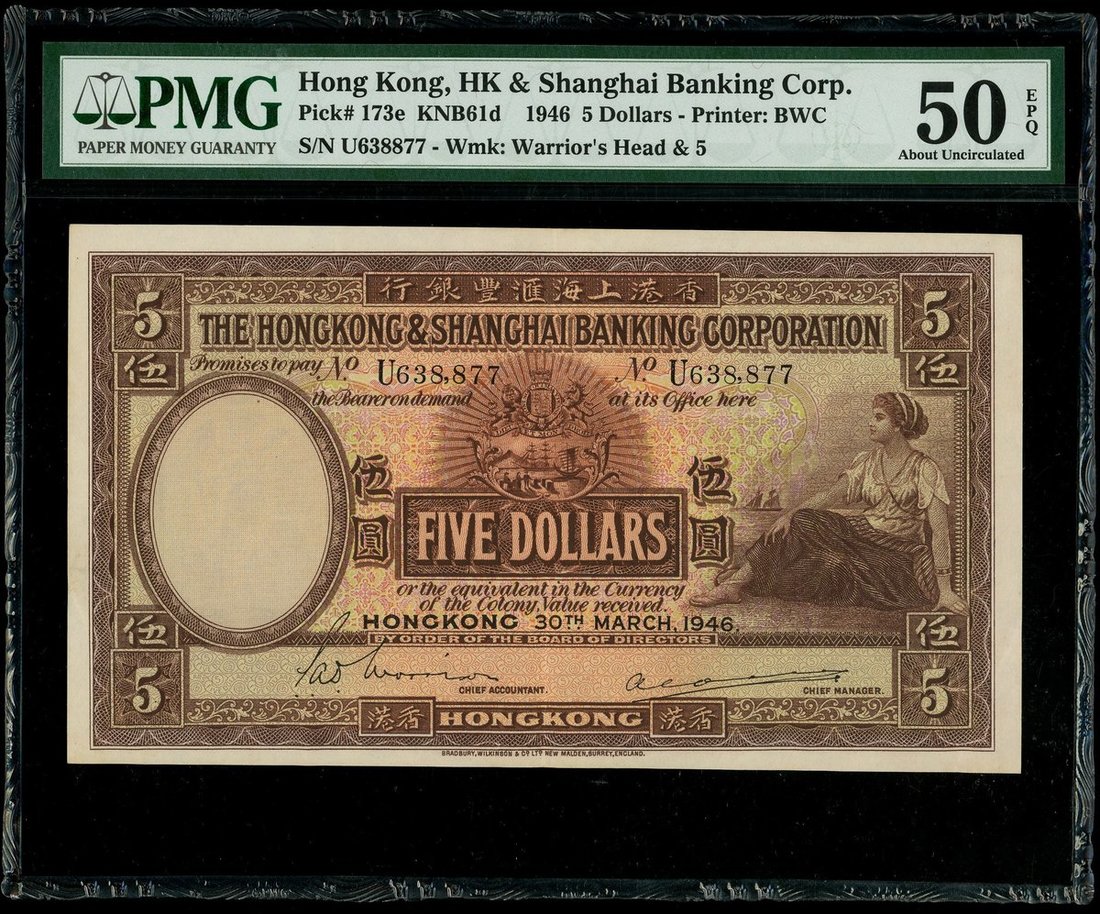 PMG
PAPER MONEY GUARANTY
Hong Kong, HK & Shanghai Banking Corp.
Pick# 173e KNB61d 1946 5 Dollars - Printer: BWC
S/N U638877 - Wmk: Warrior's Head & 5
50
EPQ
About Uncirculated
5
行銀豐滙海上港香
5
THE HONGKONG & SHANGHAI BANKING CORPORATION
伍
Promises to pay No U638,877
No U638,877
伍
the Bearer on demand
at its Office here
伍圓
伍圓
FIVE DOLLARS
or the equivalent in the Currency
of the Colony, Value received.
伍
HONGKONG 30TH MARCH, 1946.
伍
BY ORDER OF THE BOARD OF DIRECTORS
5
CHIEF ACCOUNTANT.
CHIEF MANAGER.
5
港香
HONGKONG
港香
BRADBURY, WILKINSON & Co LTD NEW MALDEN, SURREY, ENGLAND.